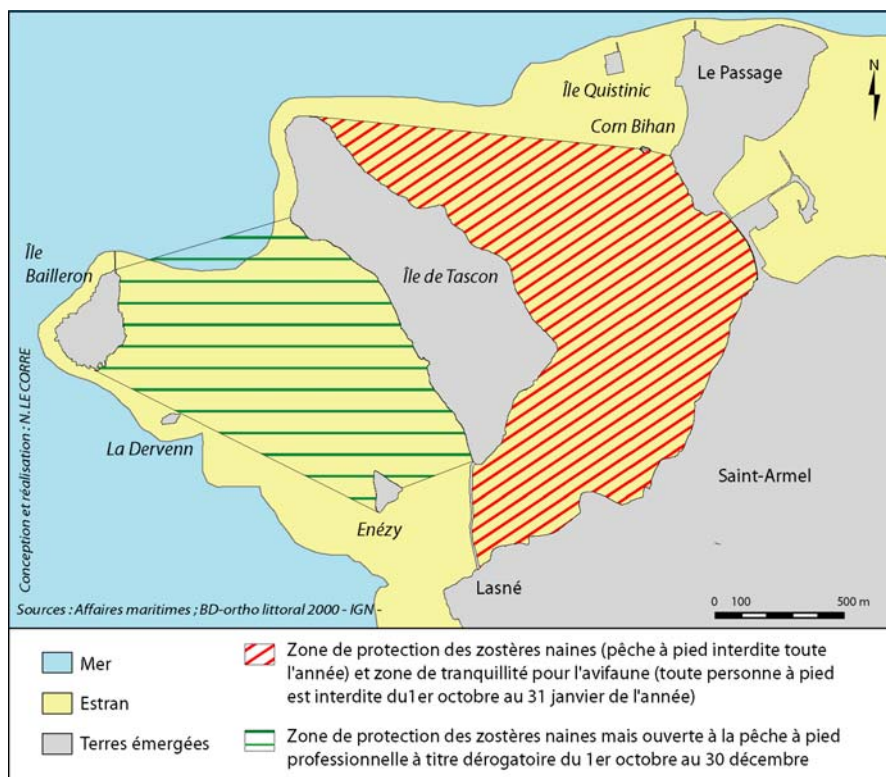 Île Quistinic
Le Passage
N
Corn Bihan
Île
Bailleron
Île de Tascon
La Dervenn
Enézy
Saint-Armel
Lasné
Conception et réalisation : N. LE CORRE
Sources : Affaires maritimes ; BD-ortho littoral 2000 - IGN -
0 100 500 m
Mer
Estran
Terres émergées
Zone de protection des zostères naines (pêche à pied interdite toute
l'année) et zone de tranquillité pour l'avifaune (toute personne à pied
est interdite du1er octobre au 31 janvier de l'année)
Zone de protection des zostères naines mais ouverte à la pêche à pied
professionnelle à titre dérogatoire du 1er octobre au 30 décembre